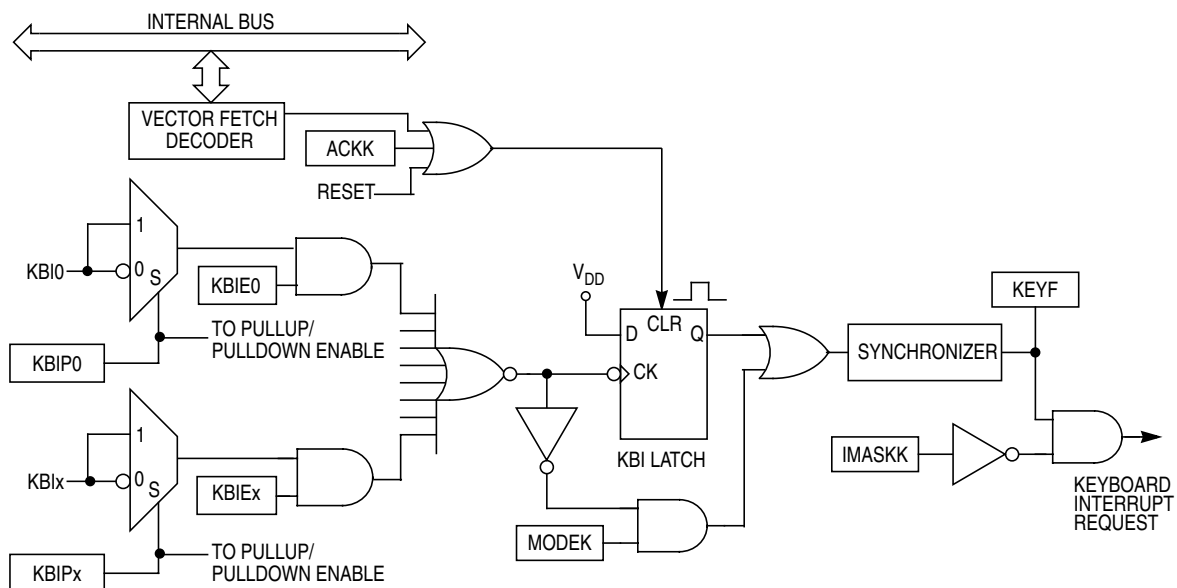 INTERNAL BUS
VECTOR FETCH
DECODER
ACKK
RESET
1
KBI0
0
S
KBIE0
TO PULLUP/
PULLDOWN ENABLE
KBIP0
VDD
D
CLR
Q
CK
KBI LATCH
SYNCHRONIZER
KEYF
1
KBIx
0
S
KBIEx
TO PULLUP/
PULLDOWN ENABLE
KBIPx
MODEK
IMASKK
KEYBOARD
INTERRUPT
REQUEST